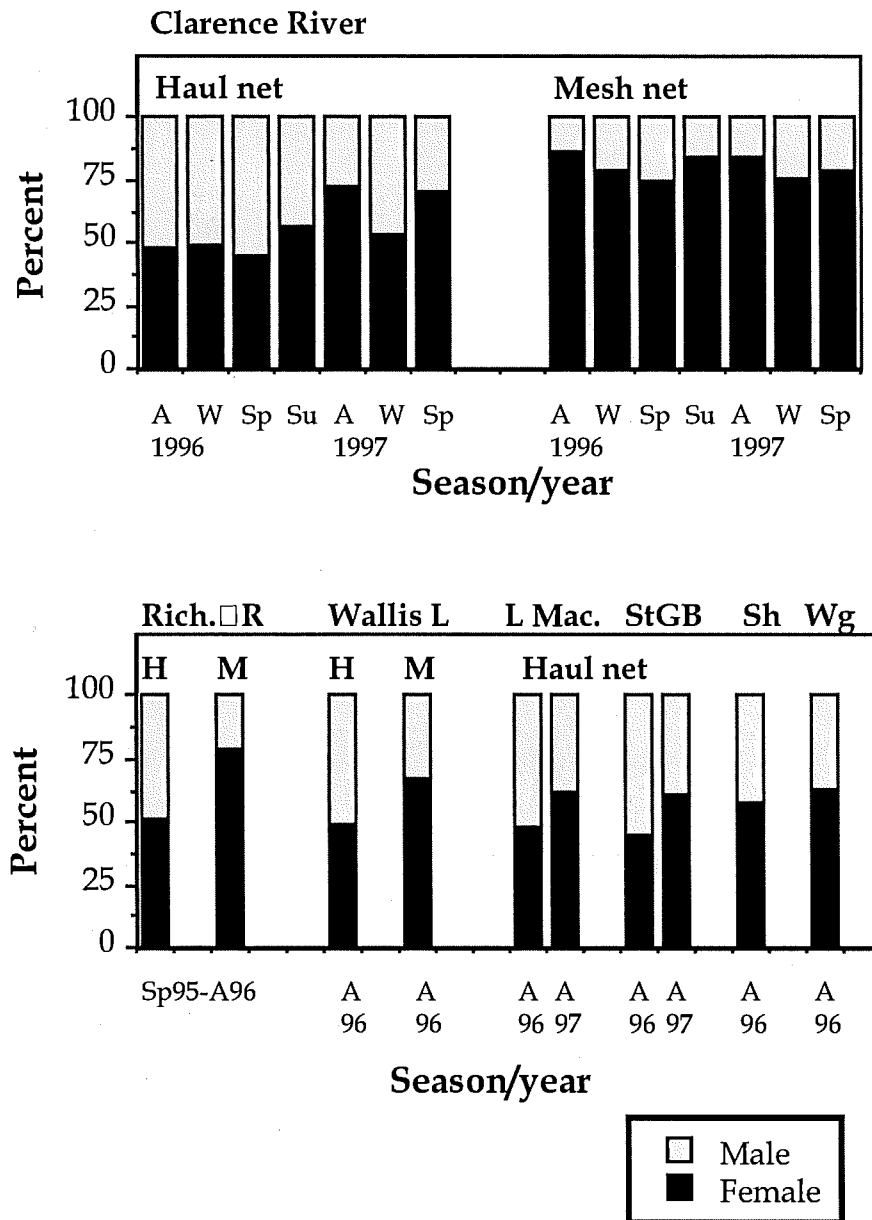 Clarence River
Haul net Mesh net
100
75
50
25
0
Percent
A W Sp Su A W Sp A W Sp Su A W Sp
1996 1997 1996 1997
Season/year
Rich.□R Wallis L L Mac. StGB Sh Wg
H M H M Haul net
100
75
50
25
0
Percent
Sp95-A96 A A A A A A A A
96 96 96 97 96 97 96 96
Season/year
Male
Female